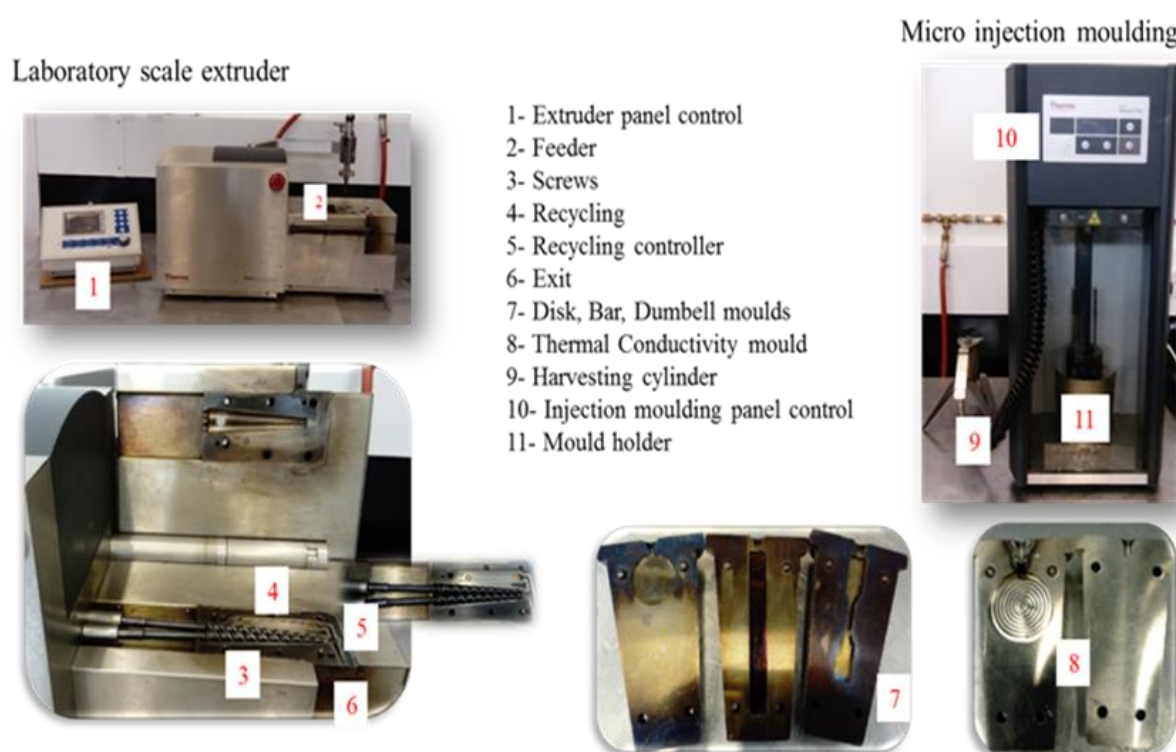 Micro injection moulding
Laboratory scale extruder
1- Extruder panel control
2- Feeder
3- Screws
4- Recycling
5- Recycling controller
6- Exit
7- Disk, Bar, Dumbell moulds
8- Thermal Conductivity mould
9- Harvesting cylinder
10- Injection moulding panel control
11- Mould holder
1
2
Thermo
3
4
5
6
Thermo
10
9
11
7
8